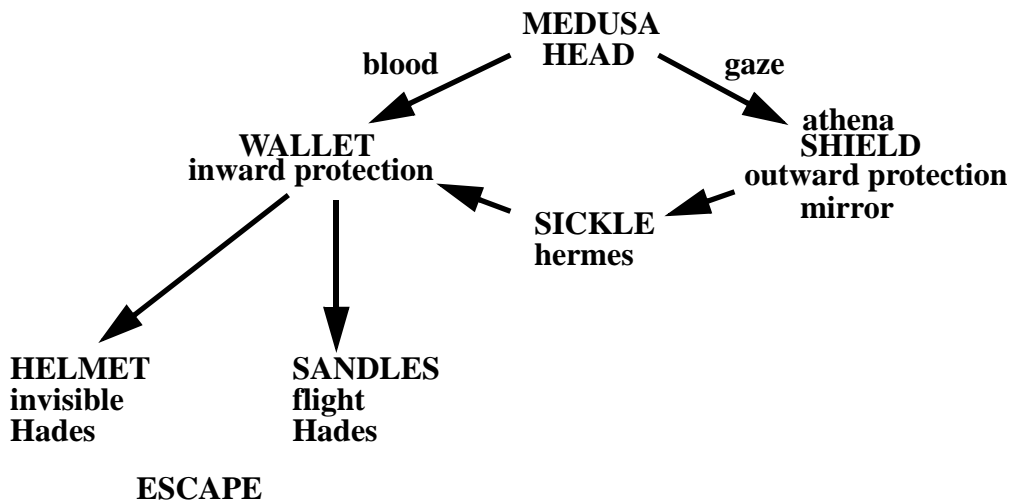 MEDUSA
HEAD
blood
gaze
athena
SHIELD
outward protection
mirror
WALLET
inward protection
SICKLE
hermes
HELMET
invisible
Hades
SANDLES
flight
Hades
ESCAPE